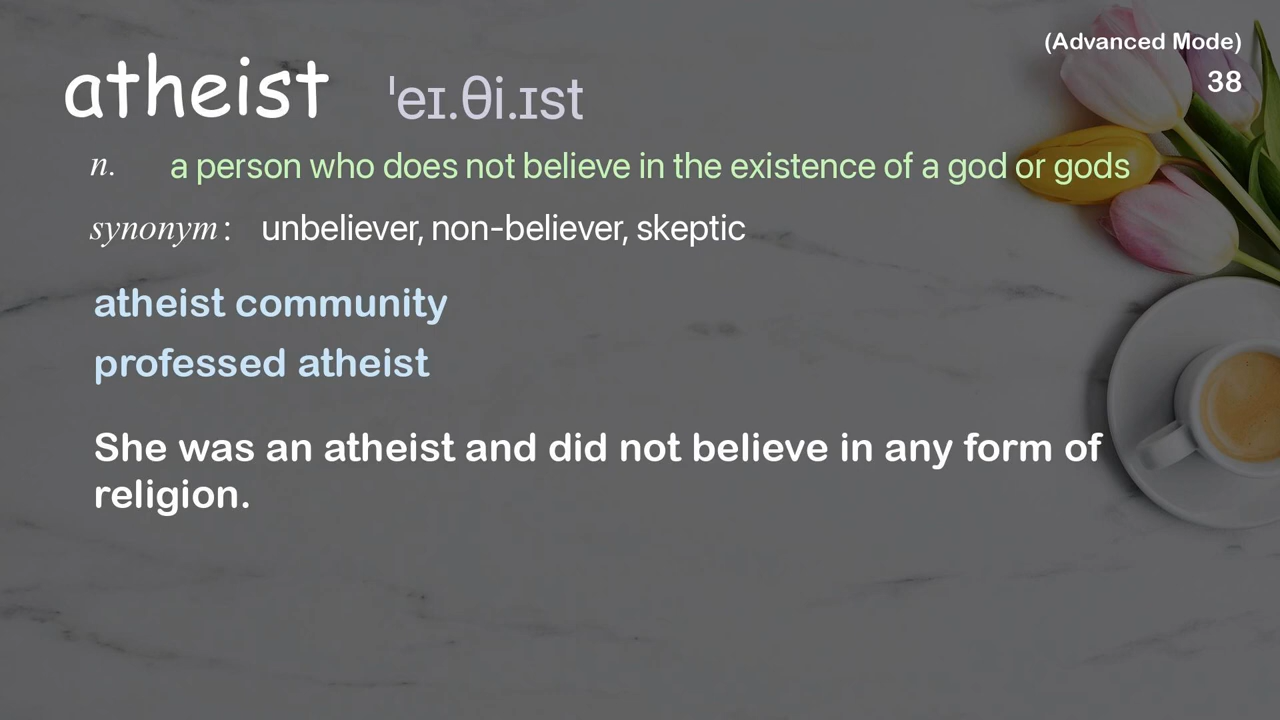 (Advanced Mode)
38
atheist ˈeɪ.θi.ɪst
n. a person who does not believe in the existence of a god or gods
synonym: unbeliever, non-believer, skeptic
atheist community
professed atheist
She was an atheist and did not believe in any form of
religion.